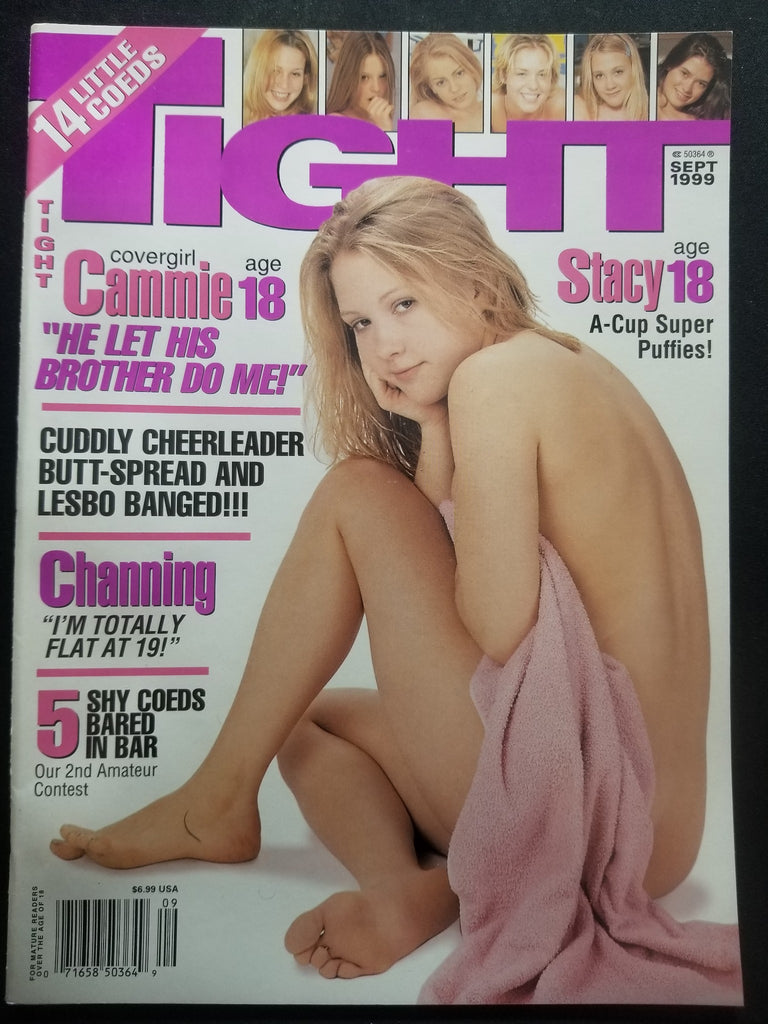 14 LITTLE
COEDS
TIGHT
50364
SEPT
1999
TIGHT
covergirl
Cammie
age
18
"HE LET HIS
BROTHER DO ME!"
age
Stacy 18
A-Cup Super
Puffies!
CUDDLY CHEERLEADER
BUTT-SPREAD AND
LESBO BANGED!!!
Channing
"I'M TOTALLY
FLAT AT 19!"
5 SHY COEDS
BARED
IN BAR
Our 2nd Amateur
Contest
$6.99 USA
FOR MATURE READERS
OVER THE AGE OF 18
09
0 71658 50364 9